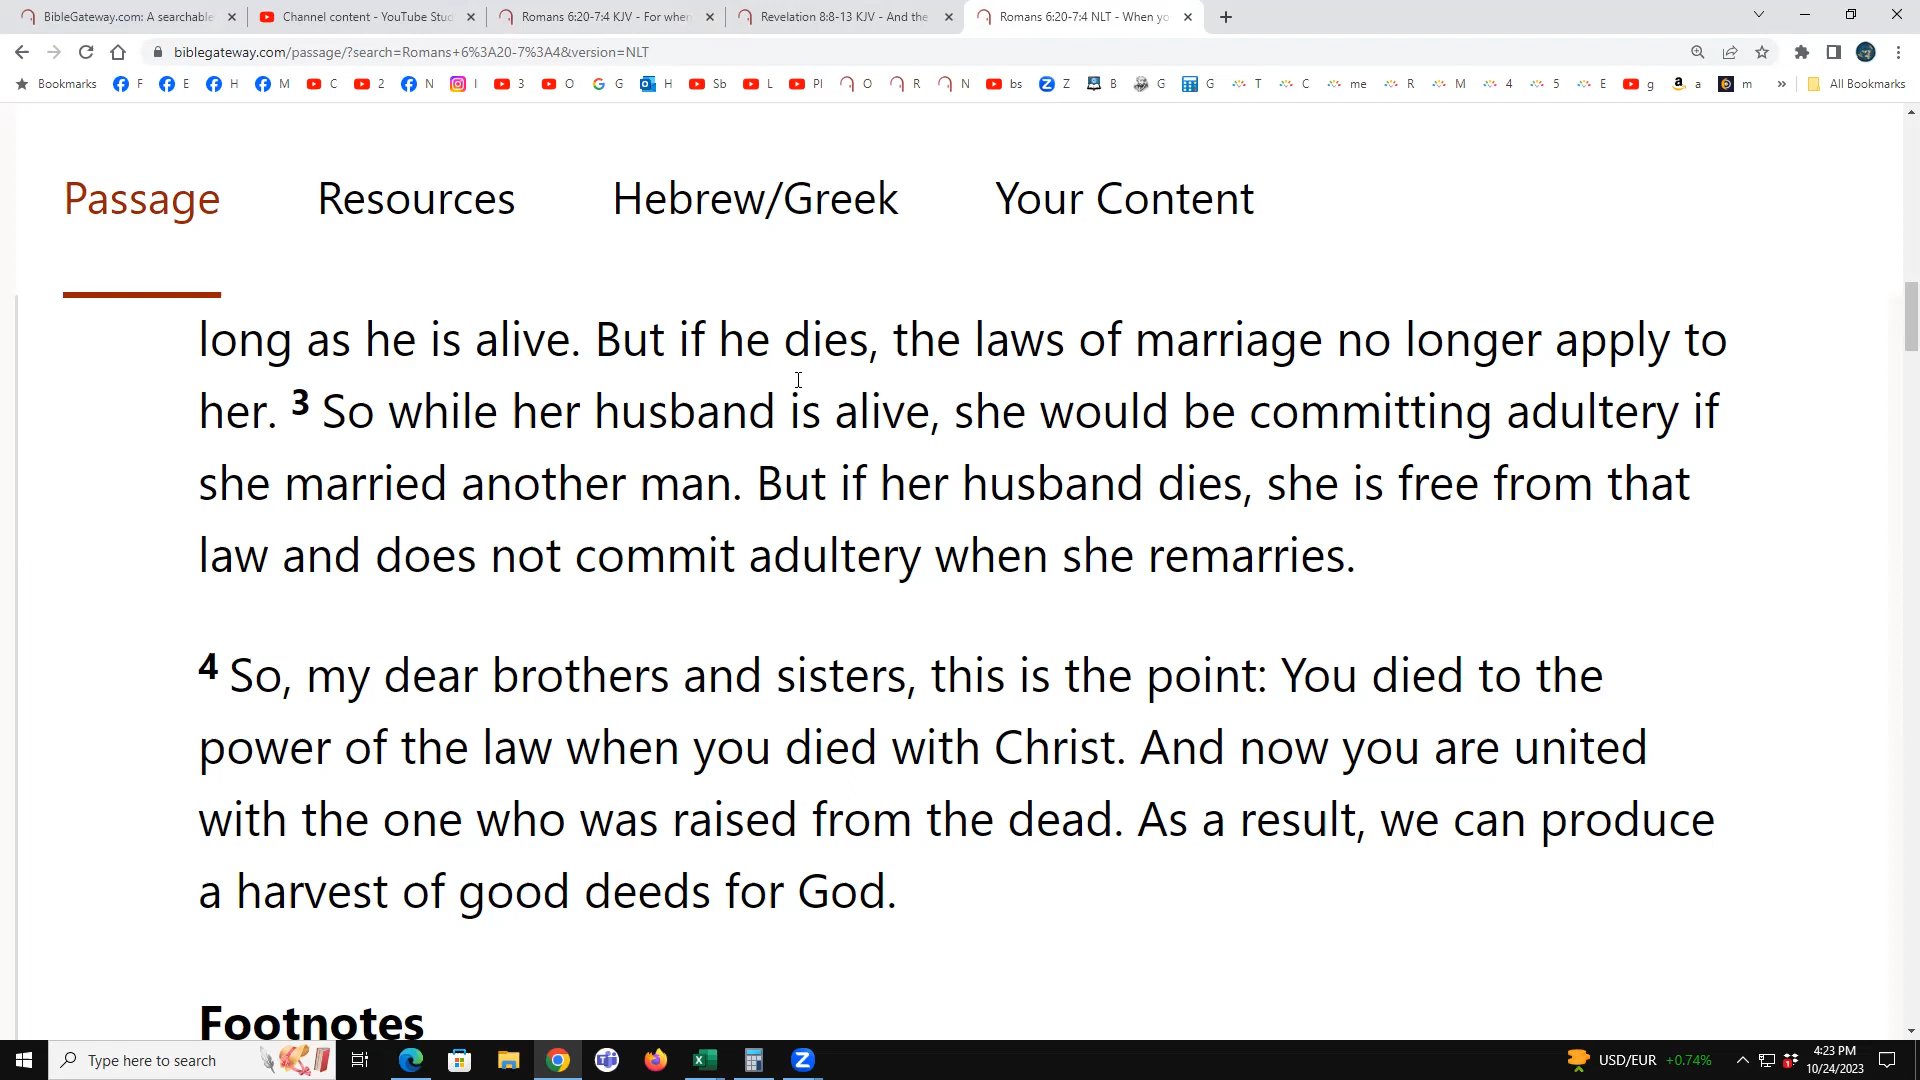 BibleGateway.com: A searchable
Channel content - YouTube Stud
Romans 6:20-7:4 KJV - For when
Revelation 8:8-13 KJV - And the
Romans 6:20-7:4 NLT - When yo
biblegateway.com/passage/?search=Romans+6%3A20-7%3A4&version=NLT
Bookmarks F E H M C 2 N I 3 O G H Sb L Pl O R N bs Z B G G T C me R M 4 5 E g a m » All Bookmarks
Passage Resources Hebrew/Greek Your Content
long as he is alive. But if he dies, the laws of marriage no longer apply to
her. 3 So while her husband is alive, she would be committing adultery if
she married another man. But if her husband dies, she is free from that
law and does not commit adultery when she remarries.
4 So, my dear brothers and sisters, this is the point: You died to the
power of the law when you died with Christ. And now you are united
with the one who was raised from the dead. As a result, we can produce
a harvest of good deeds for God.
Footnotes
Type here to search
USD/EUR +0.74%
4:23 PM
10/24/2023